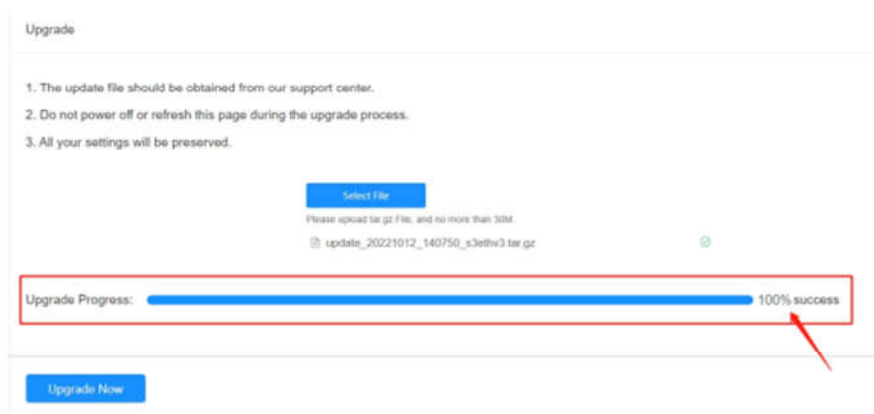 Upgrade
1. The update file should be obtained from our support center.
2. Do not power off or refresh this page during the upgrade process.
3. All your settings will be preserved.
Select File
Please upload tar.gz File, and no more than 30M.
update_20221012_140750_s3ethv3.tar.gz
Upgrade Progress: 100% success
Upgrade Now